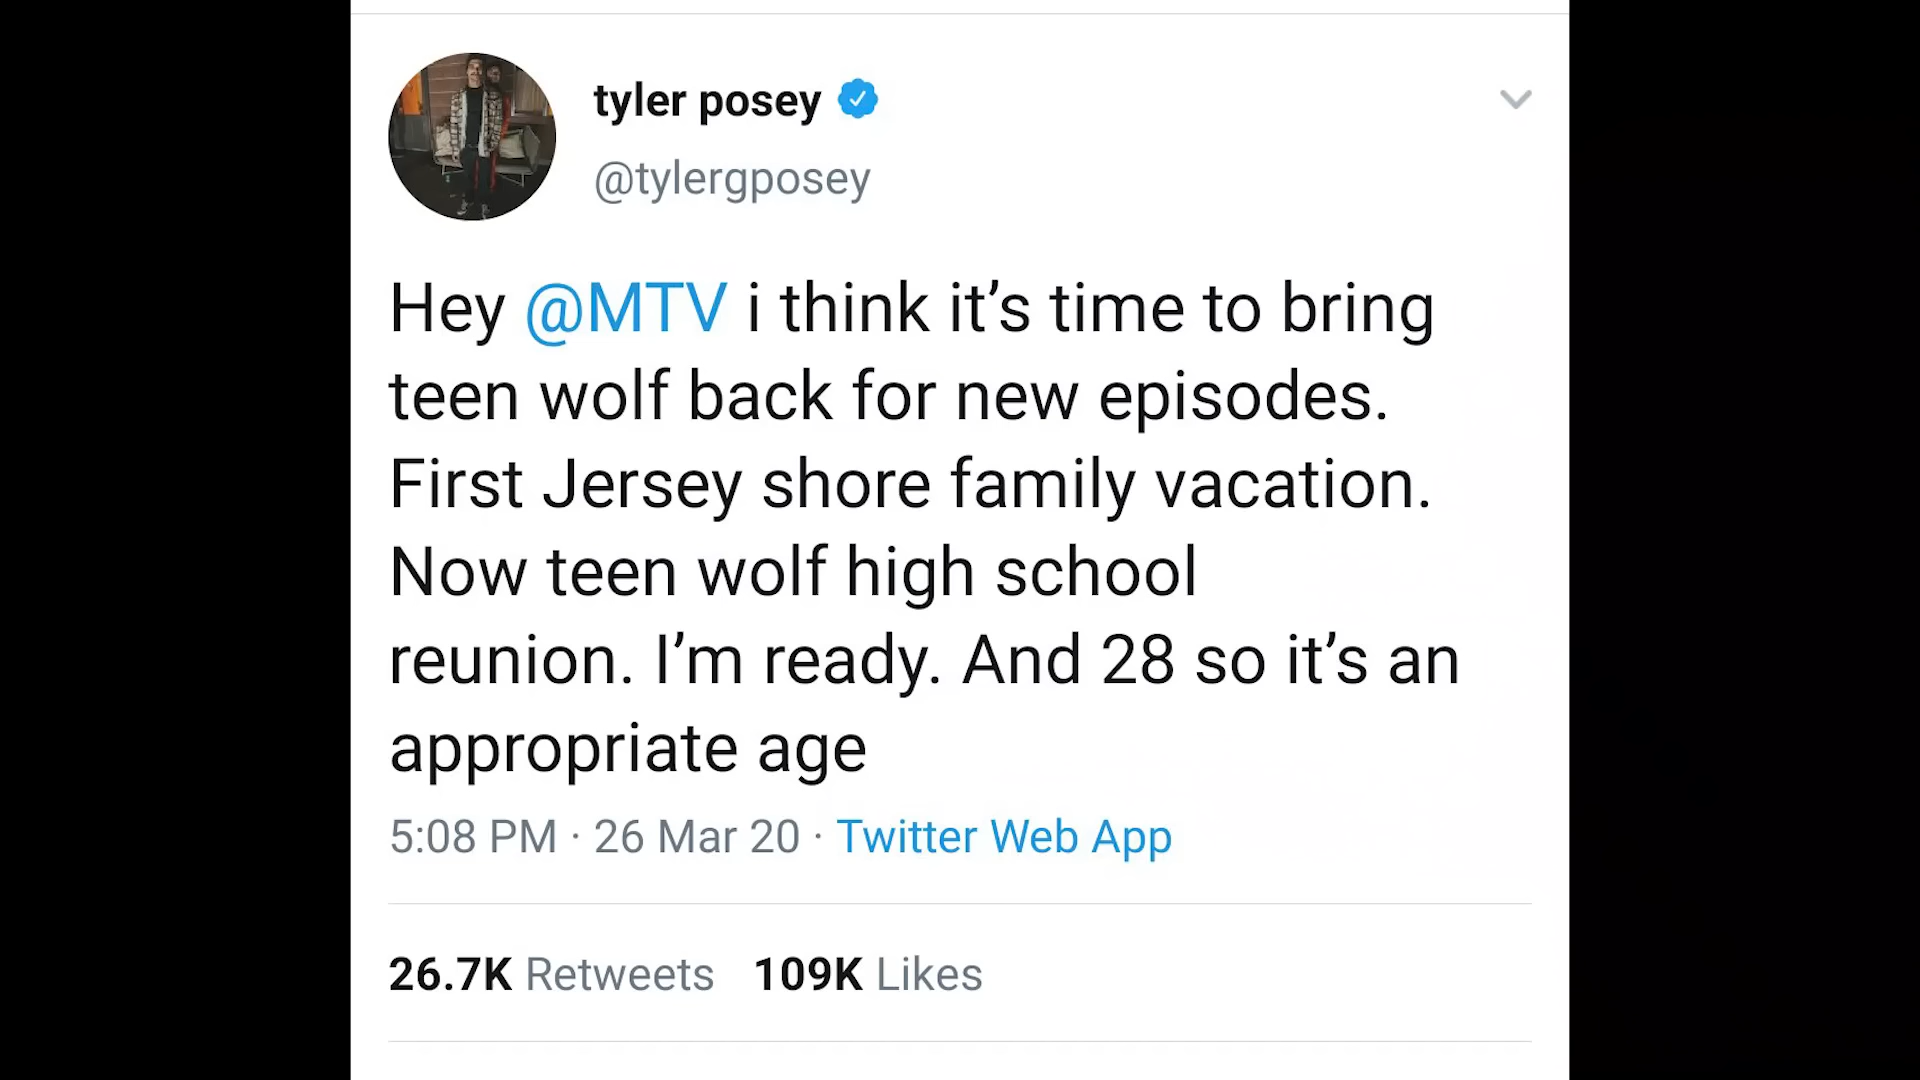 tyler posey
@tylergposey
Hey @MTV i think it’s time to bring
teen wolf back for new episodes.
First Jersey shore family vacation.
Now teen wolf high school
reunion. I’m ready. And 28 so it’s an
appropriate age
5:08 PM · 26 Mar 20 · Twitter Web App
26.7K Retweets 109K Likes